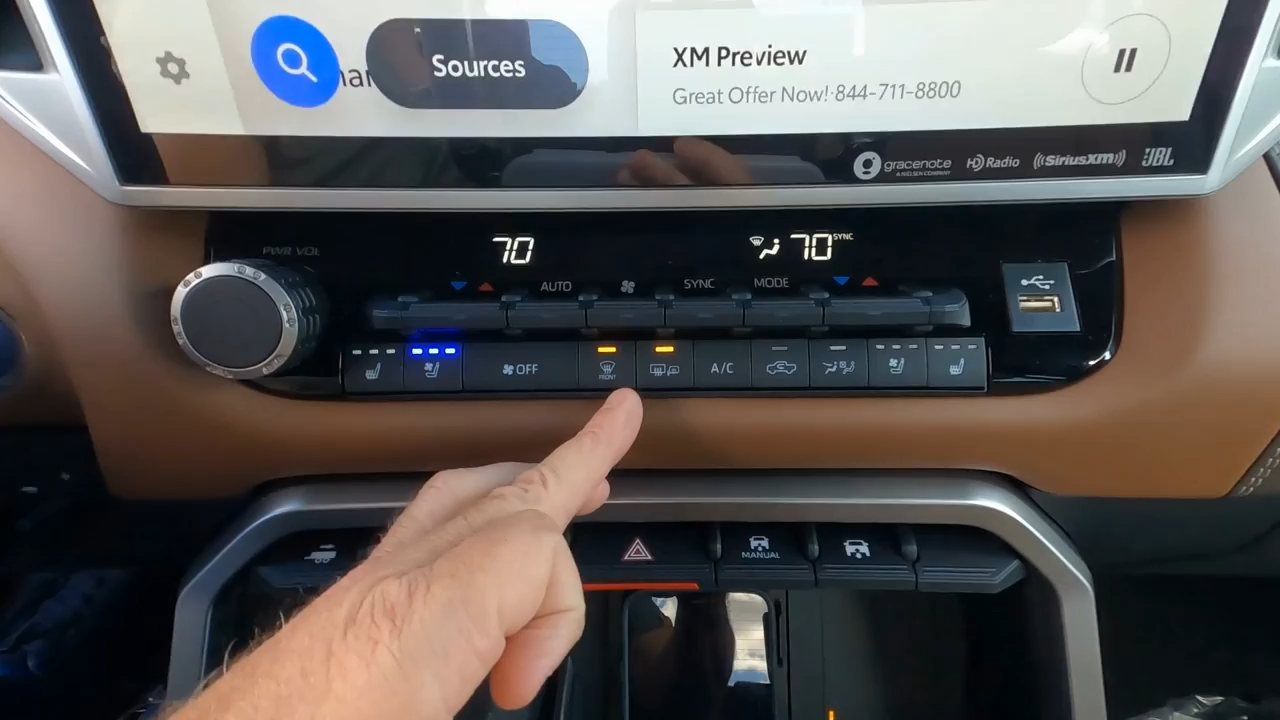 Sources
XM Preview
Great Offer Now! 844-711-8800
gracenote
A NIELSEN COMPANY
HD Radio
((SiriusXM))
JBL
PWR VOL
70
70 SYNC
AUTO
SYNC
MODE
OFF
FRONT
A/C
MANUAL